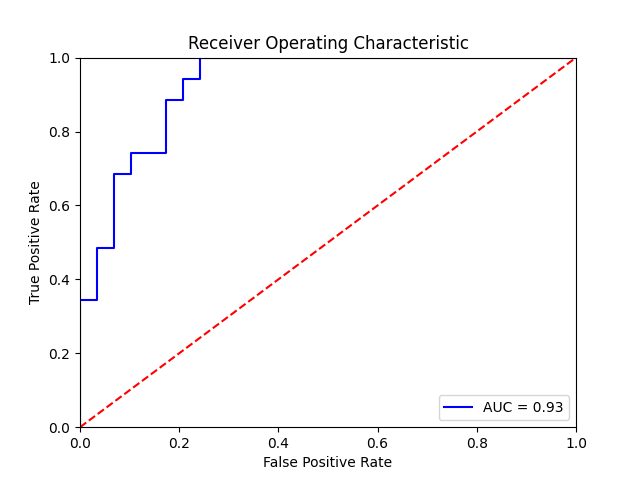 Receiver Operating Characteristic
True Positive Rate
1.0
0.8
0.6
0.4
0.2
0.0
AUC = 0.93
0.0 0.2 0.4 0.6 0.8 1.0
False Positive Rate